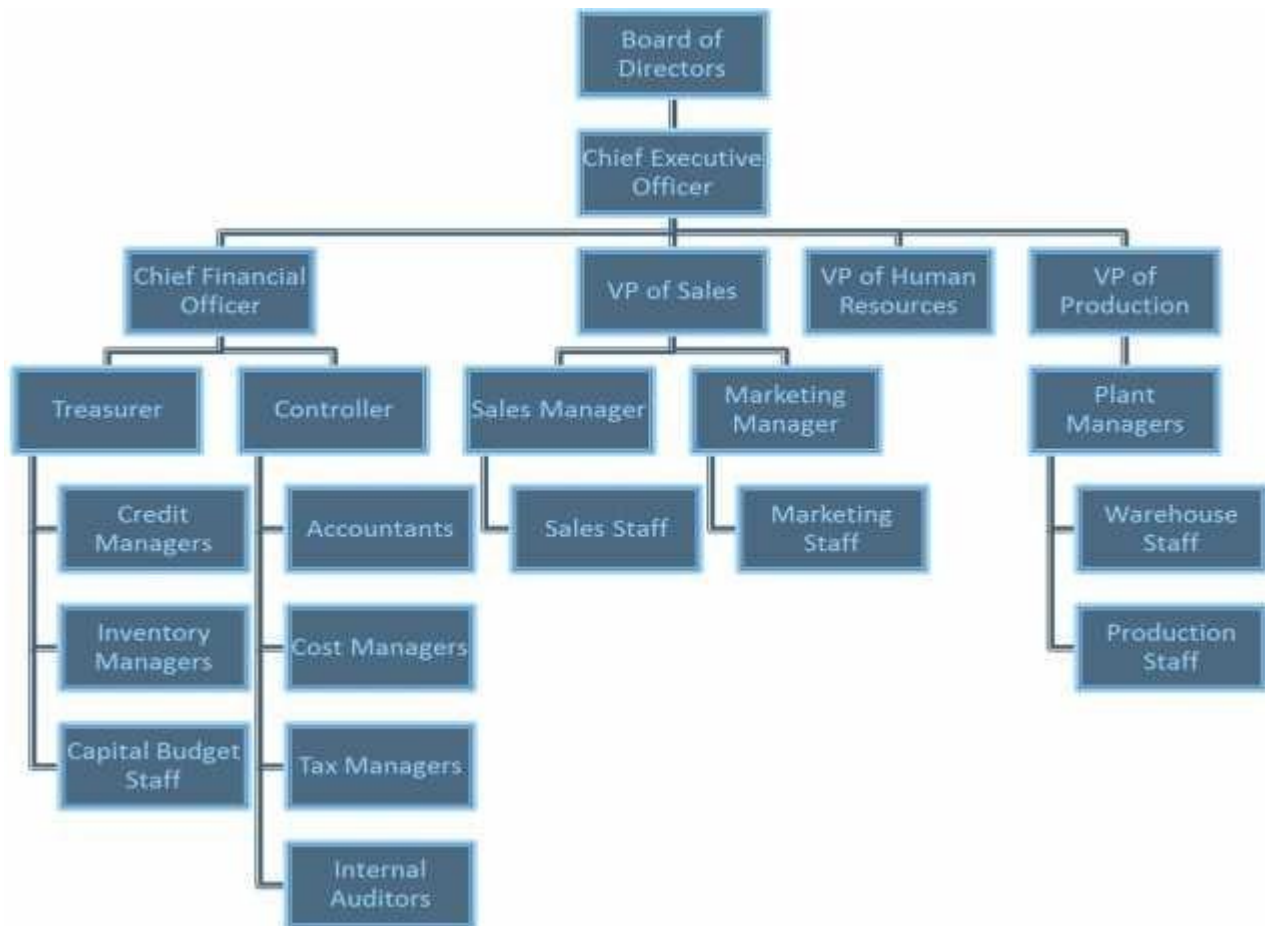 Board of
Directors
Chief Executive
Officer
Chief Financial
Officer
VP of Sales
VP of Human
Resources
VP of
Production
Treasurer
Controller
Sales Manager
Marketing
Manager
Plant
Managers
Credit
Managers
Accountants
Sales Staff
Marketing
Staff
Warehouse
Staff
Inventory
Managers
Cost Managers
Production
Staff
Capital Budget
Staff
Tax Managers
Internal
Auditors